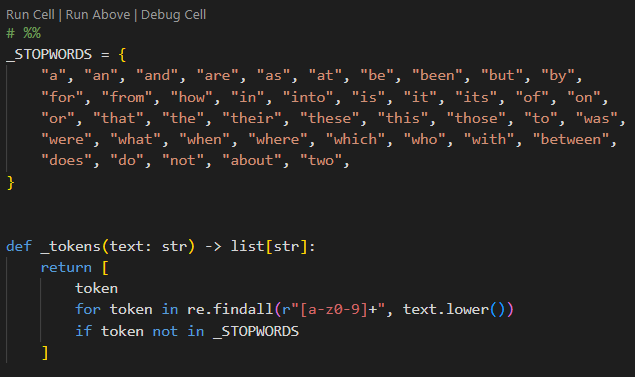 Run Cell | Run Above | Debug Cell
# %%
_STOPWORDS = {
    "a", "an", "and", "are", "as", "at", "be", "been", "but", "by",
    "for", "from", "how", "in", "into", "is", "it", "its", "of", "on",
    "or", "that", "the", "their", "these", "this", "those", "to", "was",
    "were", "what", "when", "where", "which", "who", "with", "between",
    "does", "do", "not", "about", "two",
}
def _tokens(text: str) -> list[str]:
    return [
        token
        for token in re.findall(r"[a-z0-9]+", text.lower())
        if token not in _STOPWORDS
    ]